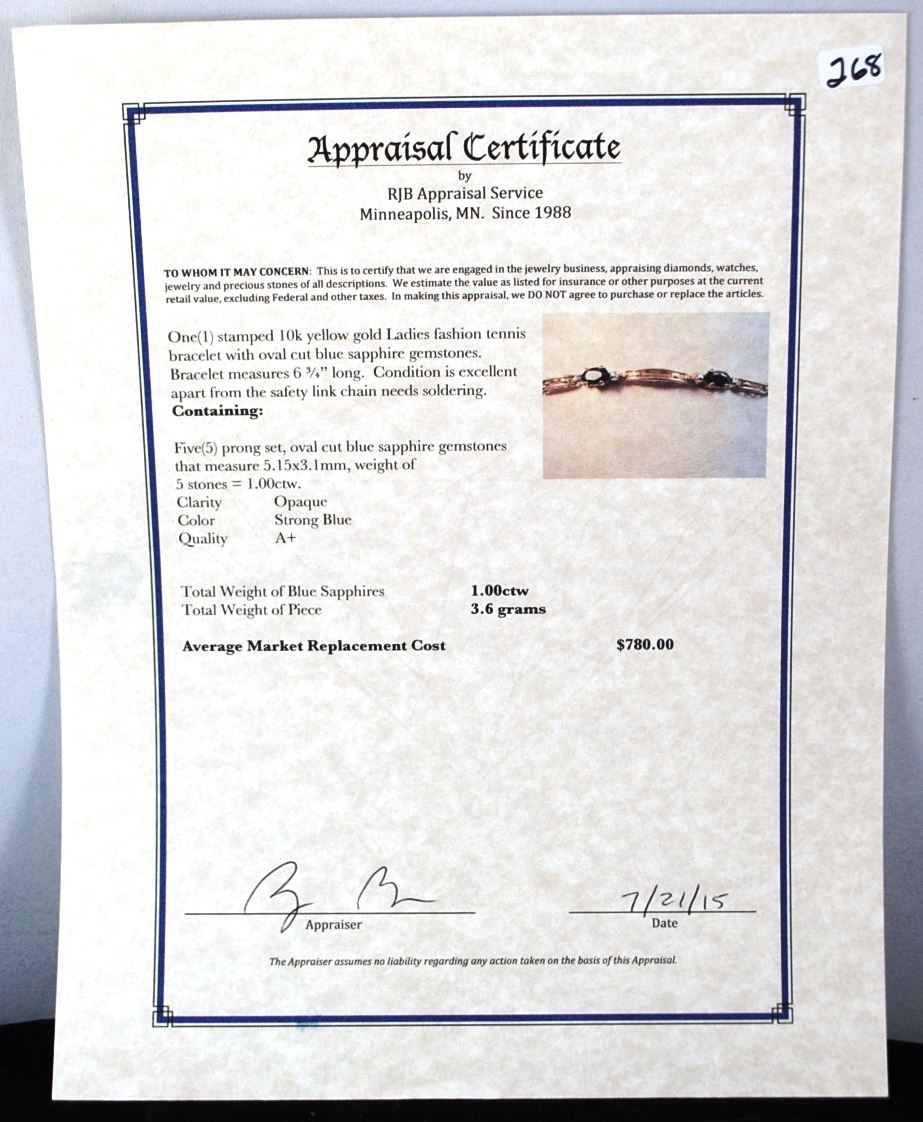 268
Appraisal Certificate
by
RJB Appraisal Service
Minneapolis, MN. Since 1988
TO WHOM IT MAY CONCERN: This is to certify that we are engaged in the jewelry business, appraising diamonds, watches,
jewelry and precious stones of all descriptions. We estimate the value as listed for insurance or other purposes at the current
retail value, excluding Federal and other taxes. In making this appraisal, we DO NOT agree to purchase or replace the articles.
One(1) stamped 10k yellow gold Ladies fashion tennis
bracelet with oval cut blue sapphire gemstones.
Bracelet measures 6 ¾” long. Condition is excellent
apart from the safety link chain needs soldering.
Containing:
Five(5) prong set, oval cut blue sapphire gemstones
that measure 5.15x3.1mm, weight of
5 stones = 1.00ctw.
Clarity Opaque
Color Strong Blue
Quality A+
Total Weight of Blue Sapphires 1.00ctw
Total Weight of Piece 3.6 grams
Average Market Replacement Cost $780.00
7/21/15
Appraiser Date
The Appraiser assumes no liability regarding any action taken on the basis of this Appraisal.